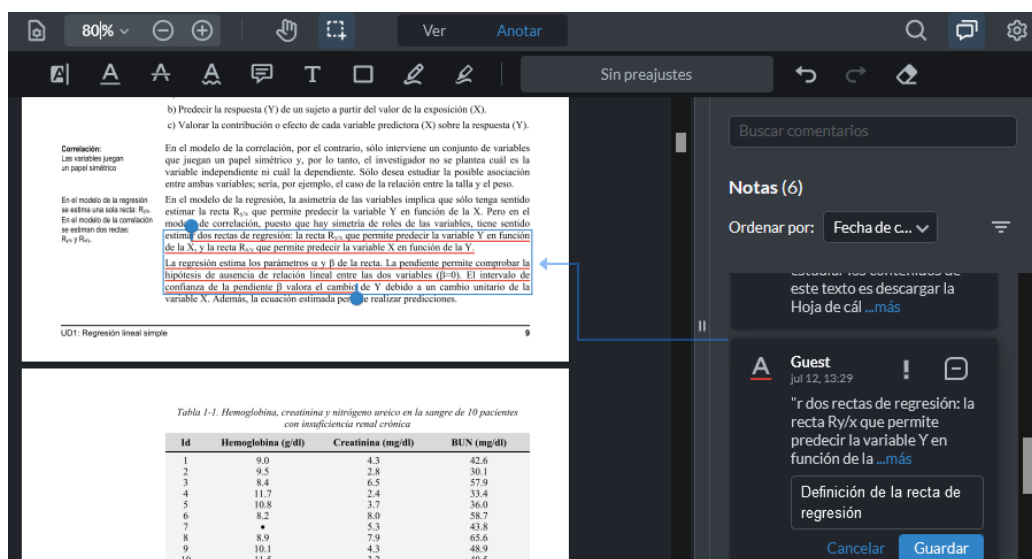 80% 
Ver
Anotar
Sin preajustes
b) Predecir la respuesta (Y) de un sujeto a partir del valor de la exposición (X).
c) Valorar la contribución o efecto de cada variable predictora (X) sobre la respuesta (Y).
Correlación:
Las variables juegan
un papel simétrico
En el modelo de la correlación, por el contrario, sólo interviene un conjunto de variables
que juegan un papel simétrico y, por lo tanto, el investigador no se plantea cuál es la
variable independiente ni cuál la dependiente. Sólo desea estudiar la posible asociación
entre ambas variables; sería, por ejemplo, el caso de la relación entre la talla y el peso.
En el modelo de la regresión
se estima una sola recta: Ry/x.
En el modelo de la correlación
se estiman dos rectas:
Ry/x y Rx/y.
En el modelo de la regresión, la asimetría de las variables implica que sólo tenga sentido
estimar la recta Ry/x que permite predecir la variable Y en función de la X. Pero en el
modelo de correlación, puesto que hay simetría de roles de las variables, tiene sentido
estimar dos rectas de regresión: la recta Ry/x que permite predecir la variable Y en función
de la X, y la recta Rx/y que permite predecir la variable X en función de la Y.
La regresión estima los parámetros α y β de la recta. La pendiente permite comprobar la
hipótesis de ausencia de relación lineal entre las dos variables (β=0). El intervalo de
confianza de la pendiente β valora el cambio de Y debido a un cambio unitario de la
variable X. Además, la ecuación estimada realizar predicciones.
UD1: Regresión lineal simple 9
Tabla 1-1. Hemoglobina, creatinina y nitrógeno ureico en la sangre de 10 pacientes
con insuficiencia renal crónica
Id Hemoglobina (g/dl) Creatinina (mg/dl) BUN (mg/dl)
1 9.0 4.3 42.6
2 9.5 2.8 30.1
3 8.4 6.5 57.9
4 11.7 2.4 33.4
5 10.8 3.7 36.0
6 8.2 8.0 58.7
7 • 5.3 43.8
8 8.9 7.9 65.6
9 10.1 4.3 48.9
Buscar comentarios
Notas (6)
Ordenar por: Fecha de c...
este texto es descargar la
Hoja de cál ...más
Guest
jul 12, 13:29
"r dos rectas de regresión: la
recta Ry/x que permite
predecir la variable Y en
función de la ...más
Definición de la recta de
regresión
Cancelar
Guardar